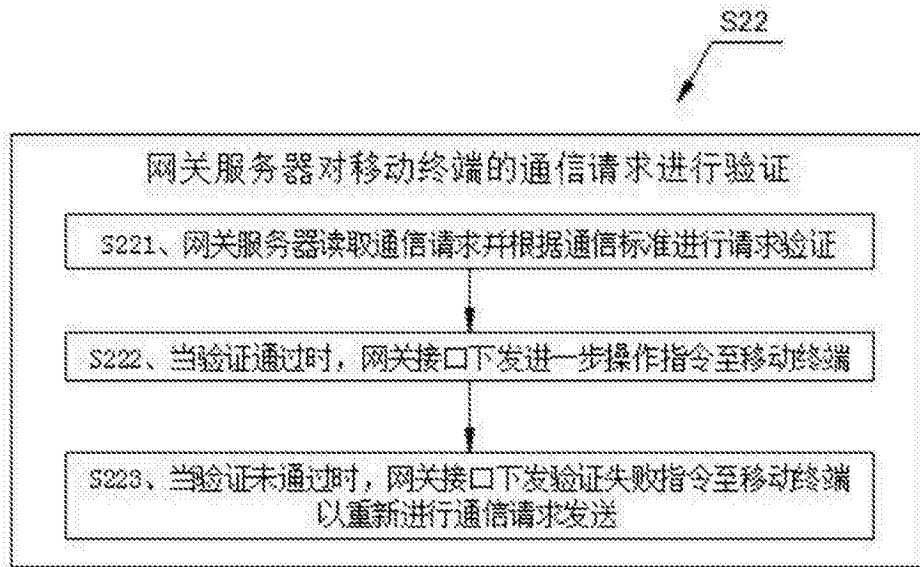 S22
网关服务器对移动终端的通信请求进行验证
S221、网关服务器读取通信请求并根据通信标准进行请求验证
S222、当验证通过时，网关接口下发进一步操作指令至移动终端
S223、当验证未通过时，网关接口下发验证失败指令至移动终端
以重新进行通信请求发送